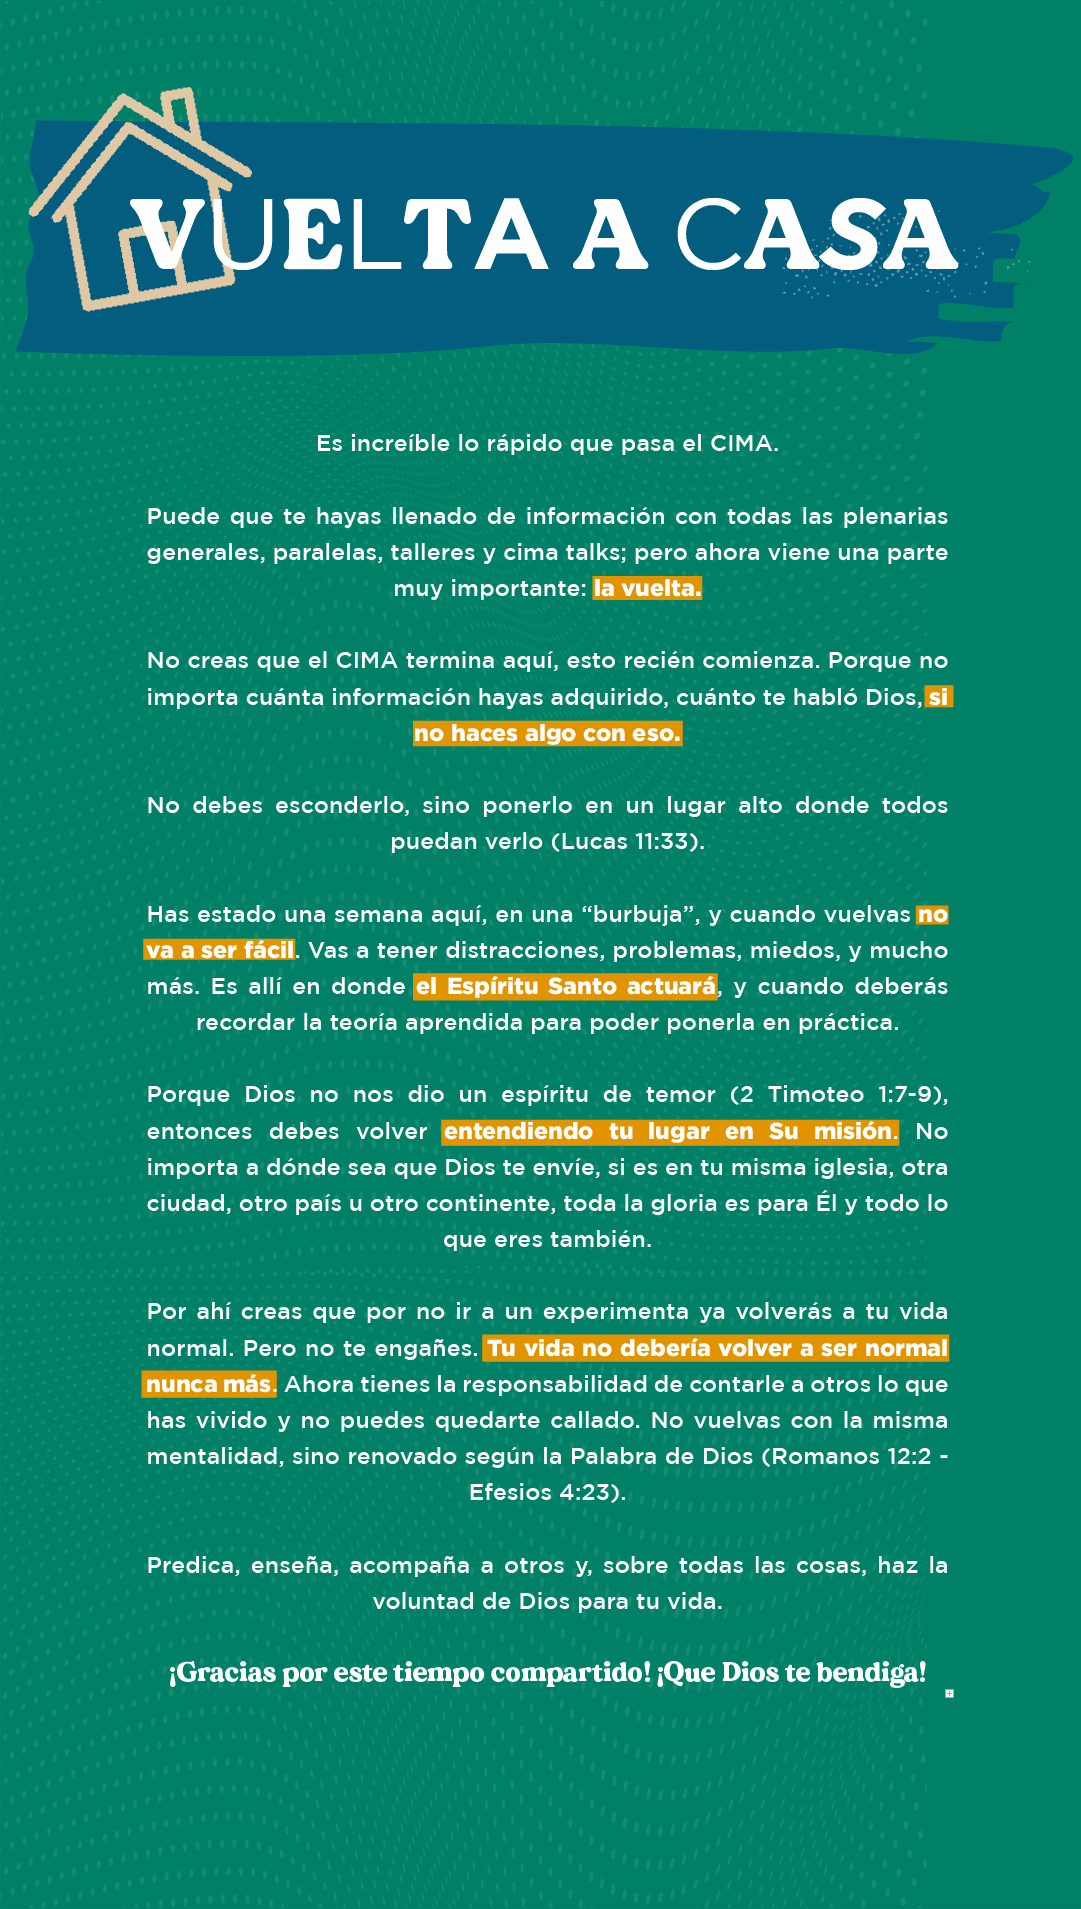 VUELTA A CASA
Es increíble lo rápido que pasa el CIMA.
Puede que te hayas llenado de información con todas las plenarias
generales, paralelas, talleres y cima talks; pero ahora viene una parte
muy importante: la vuelta.
No creas que el CIMA termina aquí, esto recién comienza. Porque no
importa cuánta información hayas adquirido, cuánto te habló Dios, si
no haces algo con eso.
No debes esconderlo, sino ponerlo en un lugar alto donde todos
puedan verlo (Lucas 11:33).
Has estado una semana aquí, en una “burbuja”, y cuando vuelvas no
va a ser fácil. Vas a tener distracciones, problemas, miedos, y mucho
más. Es allí en donde el Espíritu Santo actuará, y cuando deberás
recordar la teoría aprendida para poder ponerla en práctica.
Porque Dios no nos dio un espíritu de temor (2 Timoteo 1:7-9),
entonces debes volver entendiendo tu lugar en Su misión. No
importa a dónde sea que Dios te envíe, si es en tu misma iglesia, otra
ciudad, otro país u otro continente, toda la gloria es para Él y todo lo
que eres también.
Por ahí creas que por no ir a un experimenta ya volverás a tu vida
normal. Pero no te engañes. Tu vida no debería volver a ser normal
nunca más. Ahora tienes la responsabilidad de contarle a otros lo que
has vivido y no puedes quedarte callado. No vuelvas con la misma
mentalidad, sino renovado según la Palabra de Dios (Romanos 12:2 -
Efesios 4:23).
Predica, enseña, acompaña a otros y, sobre todas las cosas, haz la
voluntad de Dios para tu vida.
¡Gracias por este tiempo compartido! ¡Que Dios te bendiga!